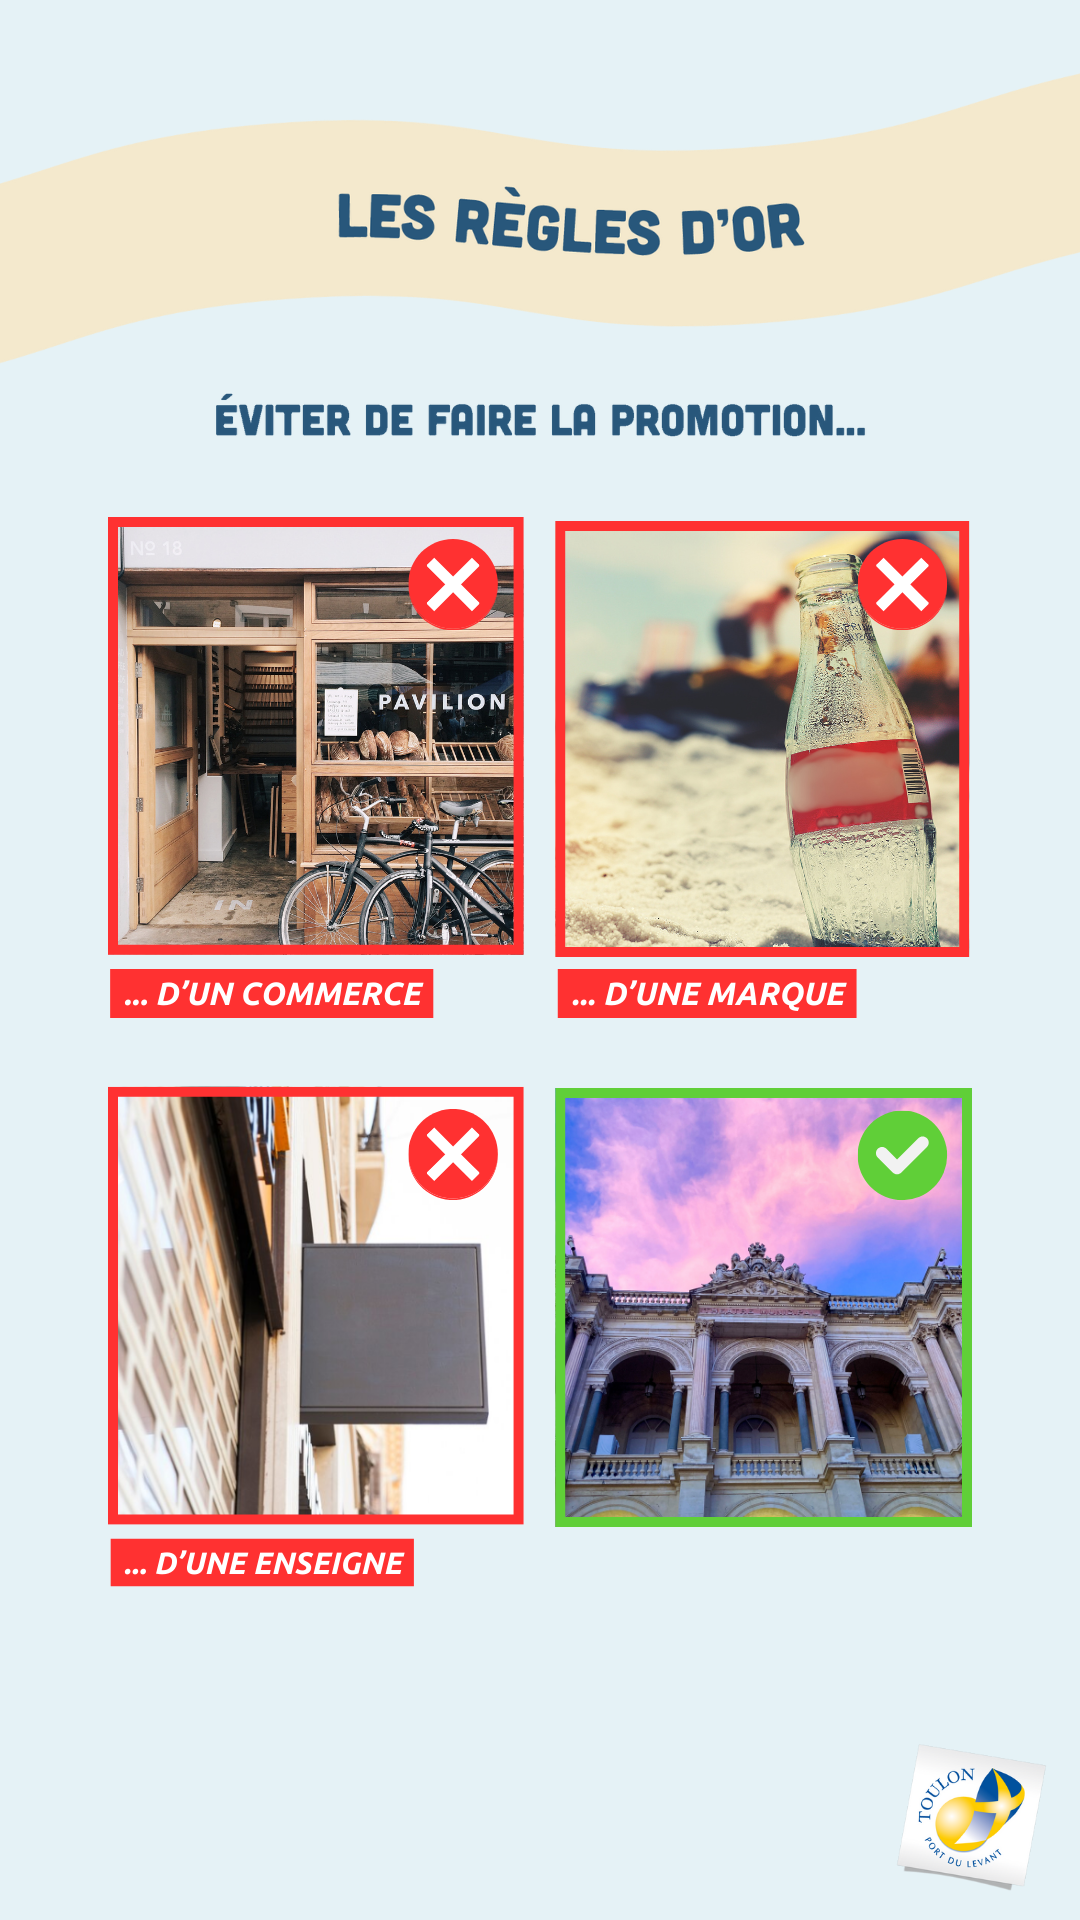 LES RÈGLES D'OR
ÉVITER DE FAIRE LA PROMOTION...
Nº 18
PAVILION
IN
... D'UN COMMERCE
... D'UNE MARQUE
... D'UNE ENSEIGNE
TOULON
PORT DU LEVANT